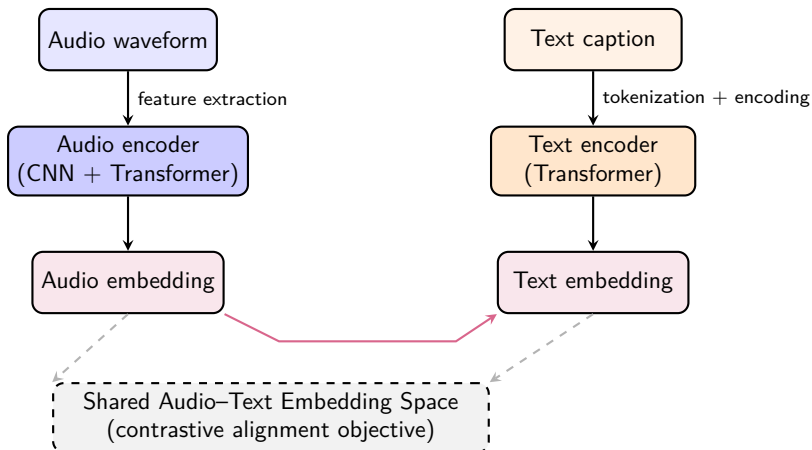 Audio waveform
Text caption
feature extraction
tokenization + encoding
Audio encoder
(CNN + Transformer)
Text encoder
(Transformer)
Audio embedding
Text embedding
Shared Audio–Text Embedding Space
(contrastive alignment objective)